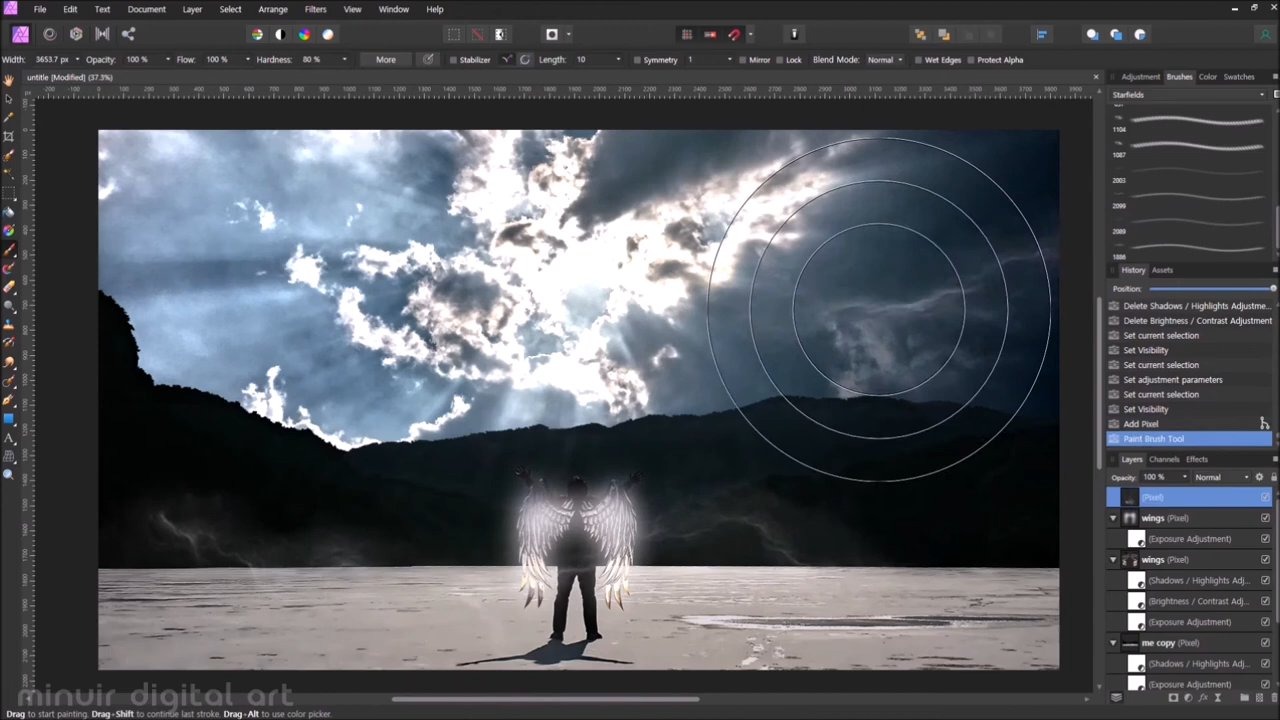 File Edit Text Document Layer Select Arrange Filters View Window Help
Width: 3653.7 px Opacity: 100 % Flow: 100 % Hardness: 80 % More Stabilizer Length: 10 Symmetry 1 Mirror Lock Blend Mode: Normal Wet Edges Protect Alpha
untitle [Modified] (37.3%)
Adjustment Brushes Color Swatches
Starfields
1104
1087
2003
2099
2089
1886
History Assets
Position:
Delete Shadows / Highlights Adjustme...
Delete Brightness / Contrast Adjustment
Set current selection
Set Visibility
Set current selection
Set adjustment parameters
Set current selection
Set Visibility
Add Pixel
Paint Brush Tool
Layers Channels Effects
Opacity: 100 % Normal
(Pixel)
wings (Pixel)
(Exposure Adjustment)
wings (Pixel)
(Shadows / Highlights Adj...
(Brightness / Contrast Adj...
(Exposure Adjustment)
me copy (Pixel)
(Shadows / Highlights Adj...
(Exposure Adjustment)
minuir digital art
Drag to start painting. Drag-Shift to continue last stroke. Drag-Alt to use color picker.